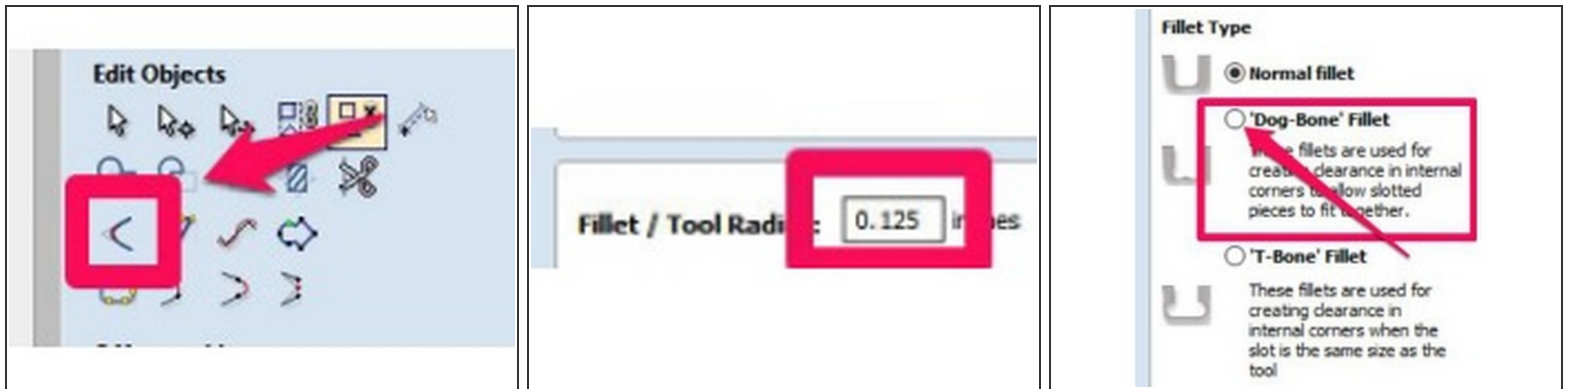 Edit Objects
Fillet / Tool Radi
0.125
Fillet Type
Normal fillet
'Dog-Bone' Fillet
fillets are used for
clearance in internal
corners allow slotted
pieces to fit together.
'T-Bone' Fillet
These fillets are used for
creating clearance in
internal corners when the
slot is the same size as the
tool